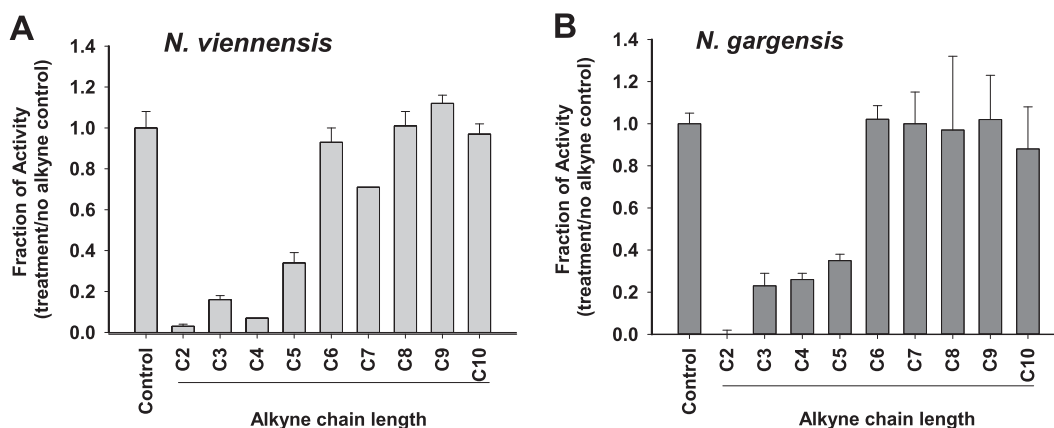 A
N. viennensis
Fraction of Activity
(treatment/no alkyne control)
1.4
1.2
1.0
0.8
0.6
0.4
0.2
0.0
Control
C2
C3
C4
C5
C6
C7
C8
C9
C10
Alkyne chain length
B
N. gargensis
Fraction of Activity
(treatment/no alkyne control)
1.4
1.2
1.0
0.8
0.6
0.4
0.2
0.0
Control
C2
C3
C4
C5
C6
C7
C8
C9
C10
Alkyne chain length